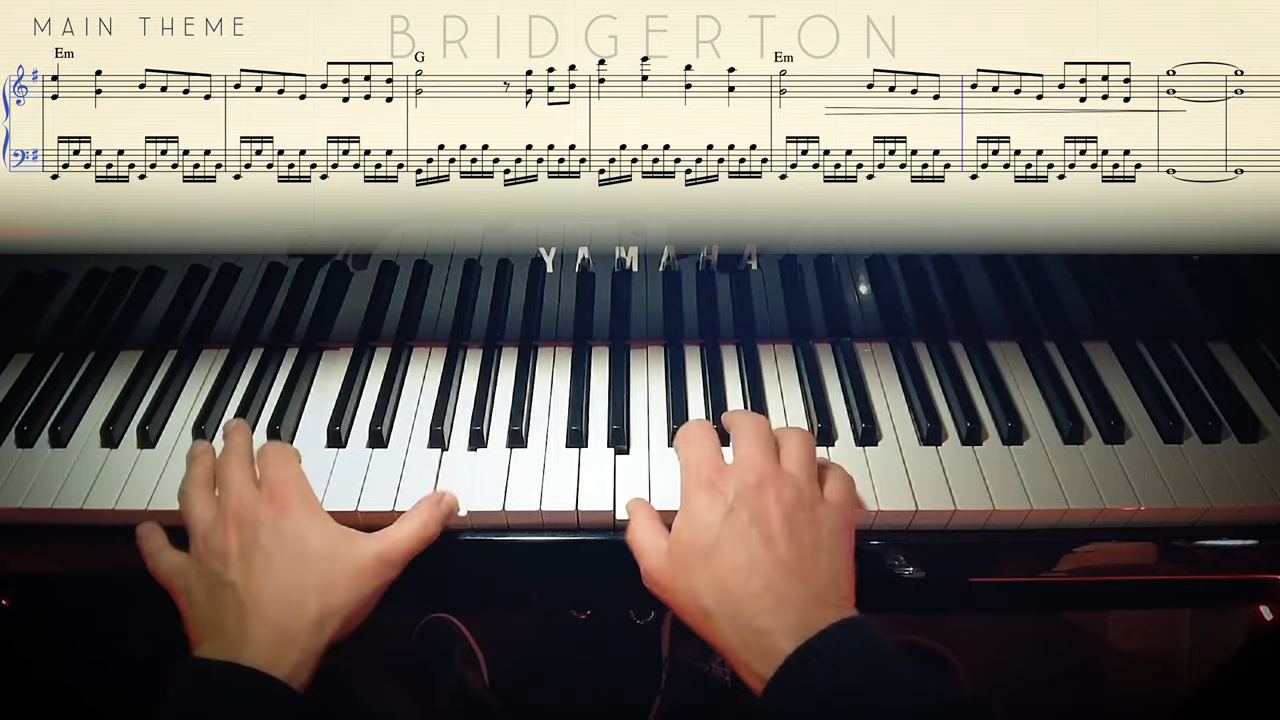 MAIN THEME
BRIDGERTON
Em
G
Em
YAMAHA